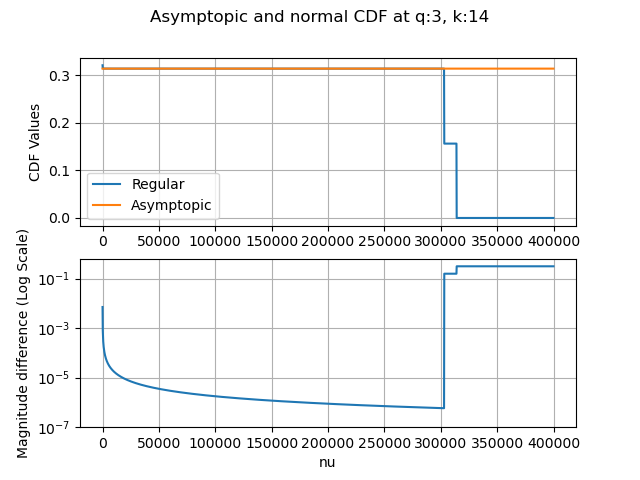 Asymptopic and normal CDF at q:3, k:14
CDF Values
0.3
0.2
0.1
0.0
Regular
Asymptopic
0 50000 100000 150000 200000 250000 300000 350000 400000
Magnitude difference (Log Scale)
10⁻¹
10⁻³
10⁻⁵
10⁻⁷
0 50000 100000 150000 200000 250000 300000 350000 400000
nu